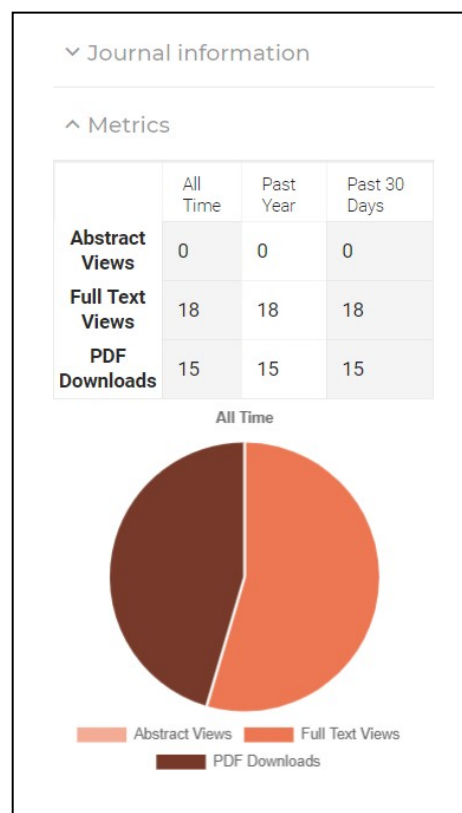 Journal information
Metrics
All Past Past 30
Time Year Days
Abstract
Views 0 0 0
Full Text
Views 18 18 18
PDF
Downloads 15 15 15
All Time
Abstract Views Full Text Views
PDF Downloads